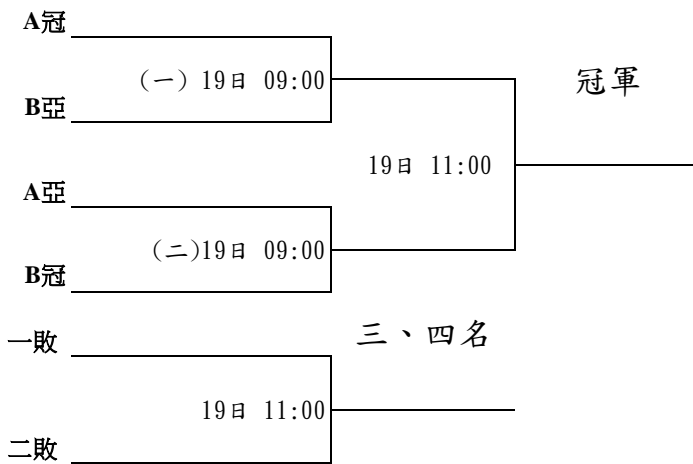 A冠
(一) 19日 09:00
冠軍
B亞
19日 11:00
A亞
(二)19日 09:00
B冠
三、四名
一敗
19日 11:00
二敗